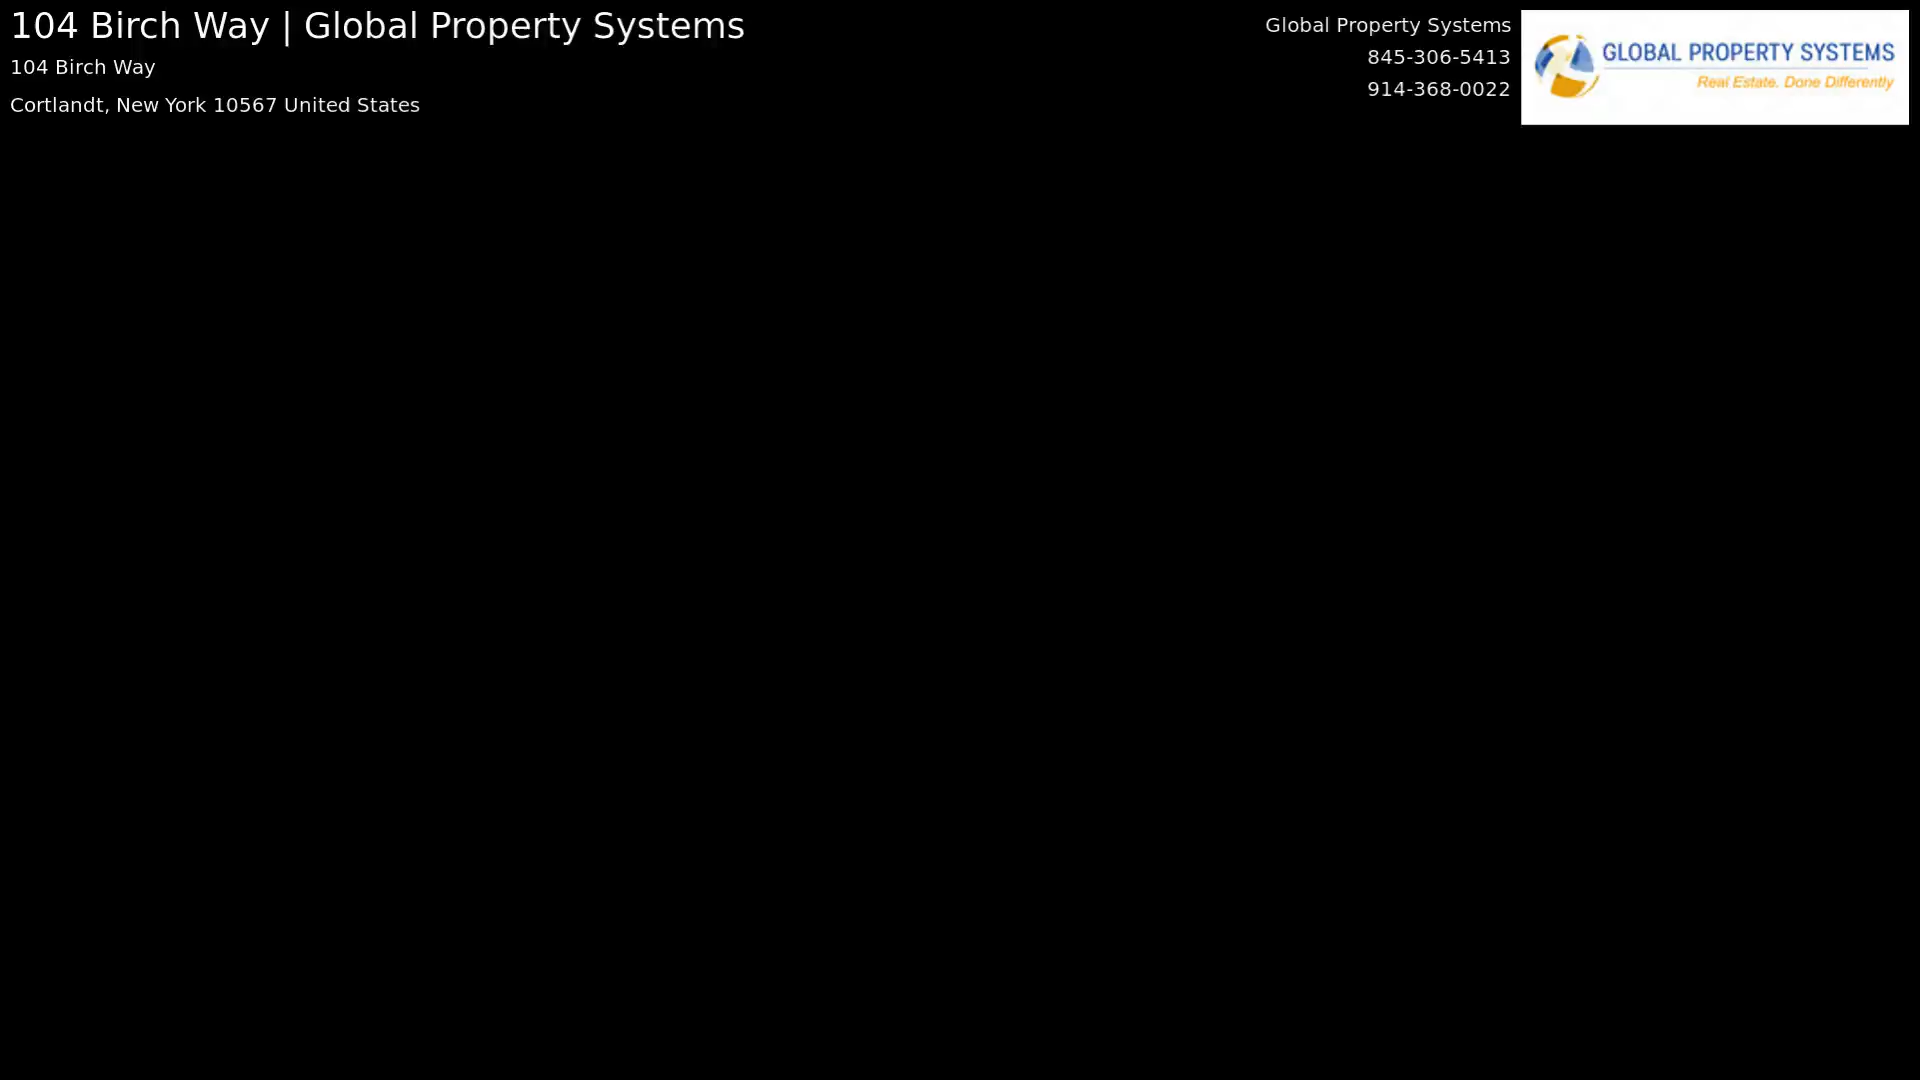 104 Birch Way | Global Property Systems
104 Birch Way
Cortlandt, New York 10567 United States
Global Property Systems
845-306-5413
914-368-0022
GLOBAL PROPERTY SYSTEMS
Real Estate. Done Differently